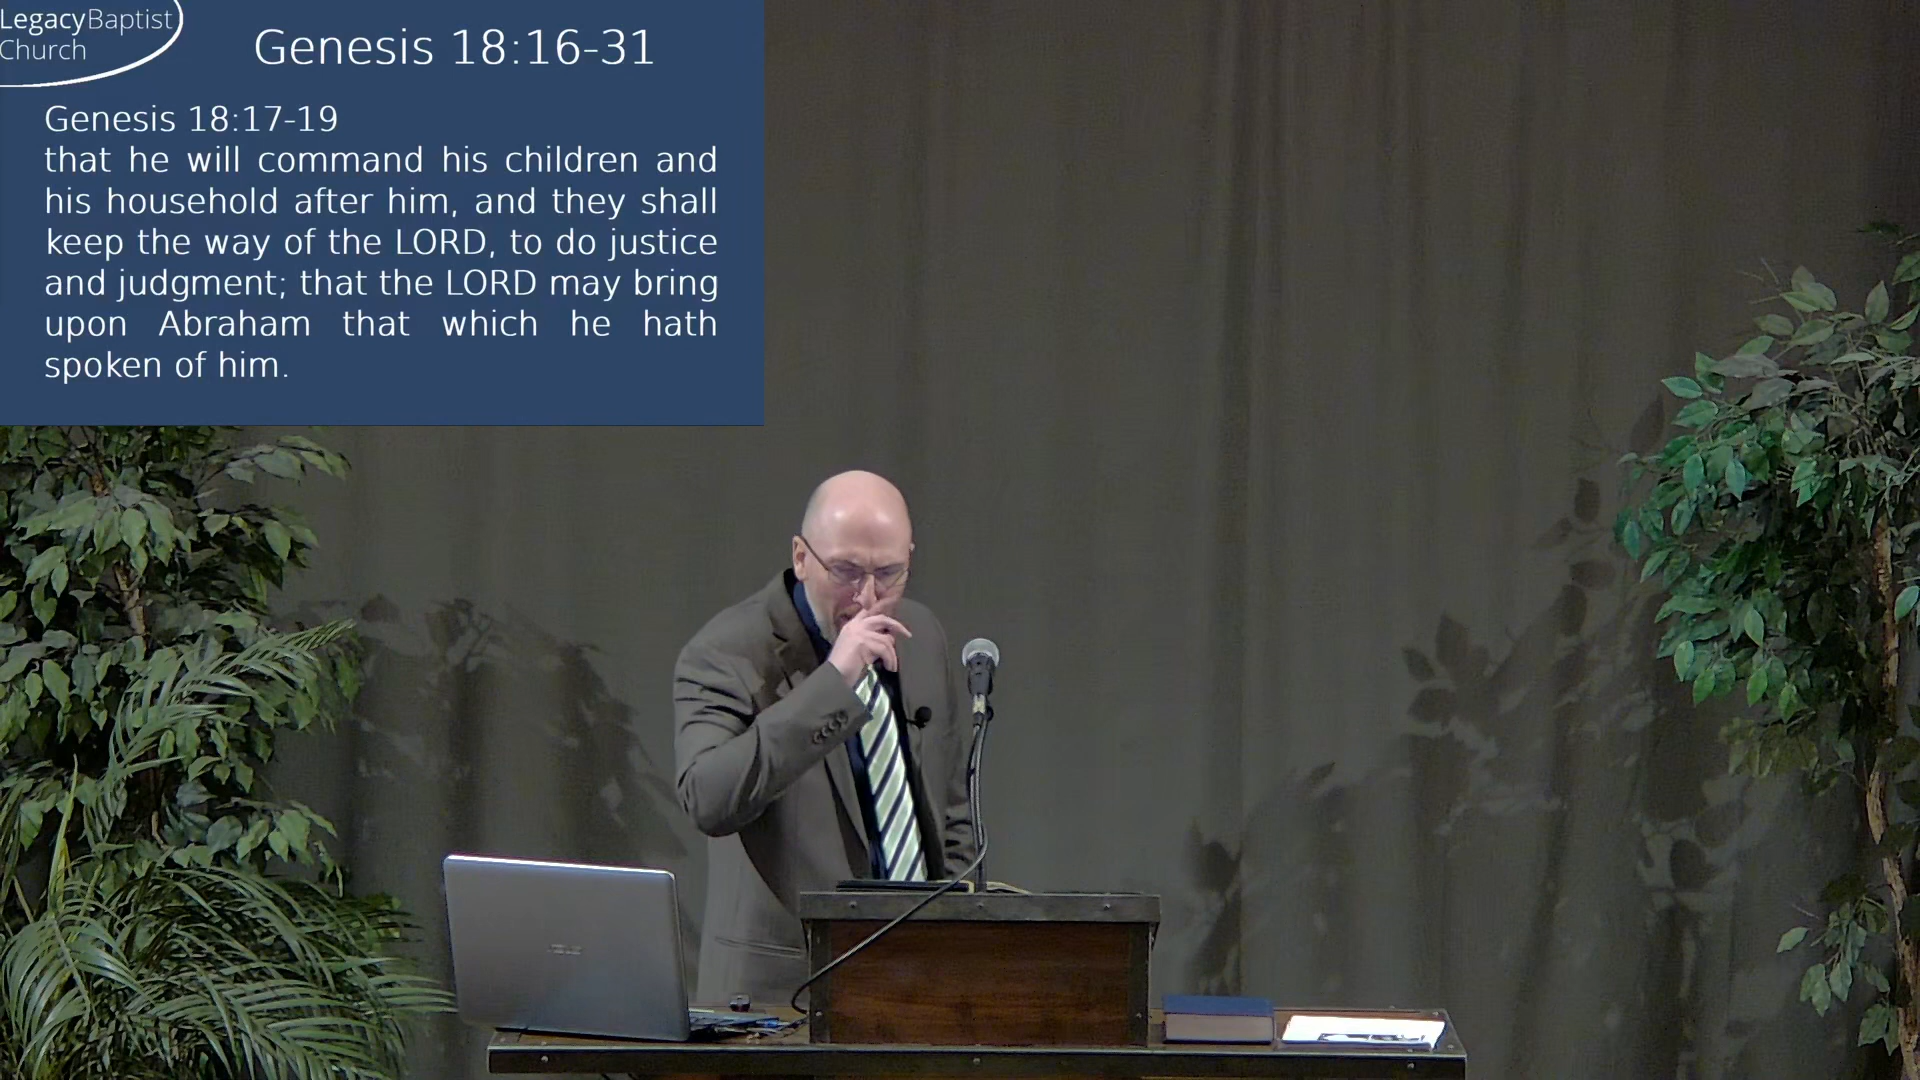 LegacyBaptist
Church
Genesis 18:16-31
Genesis 18:17-19
that he will command his children and
his household after him, and they shall
keep the way of the LORD, to do justice
and judgment; that the LORD may bring
upon Abraham that which he hath
spoken of him.
ASUS